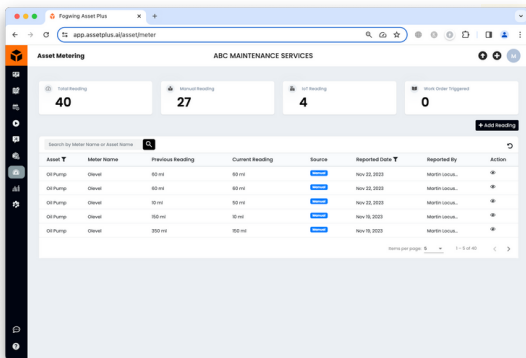 Fogwing Asset Plus
app.assetplus.ai/asset/meter
Asset Metering
ABC MAINTENANCE SERVICES
M
Total Reading
40
Manual Reading
27
IoT Reading
4
Work Order Triggered
0
+ Add Reading
Search by Meter Name or Asset Name
Asset Meter Name Previous Reading Current Reading Source Reported Date Reported By Action
Oil Pump Olevel 60 ml 60 ml Manual Nov 22, 2023 Martin Locus...
Oil Pump Olevel 50 ml 60 ml Manual Nov 22, 2023 Martin Locus...
Oil Pump Olevel 10 ml 50 ml Manual Nov 22, 2023 Martin Locus...
Oil Pump Olevel 150 ml 10 ml Manual Nov 19, 2023 Martin Locus...
Oil Pump Olevel 350 ml 150 ml Manual Nov 19, 2023 Martin Locus...
Items per page: 5 1 – 5 of 40